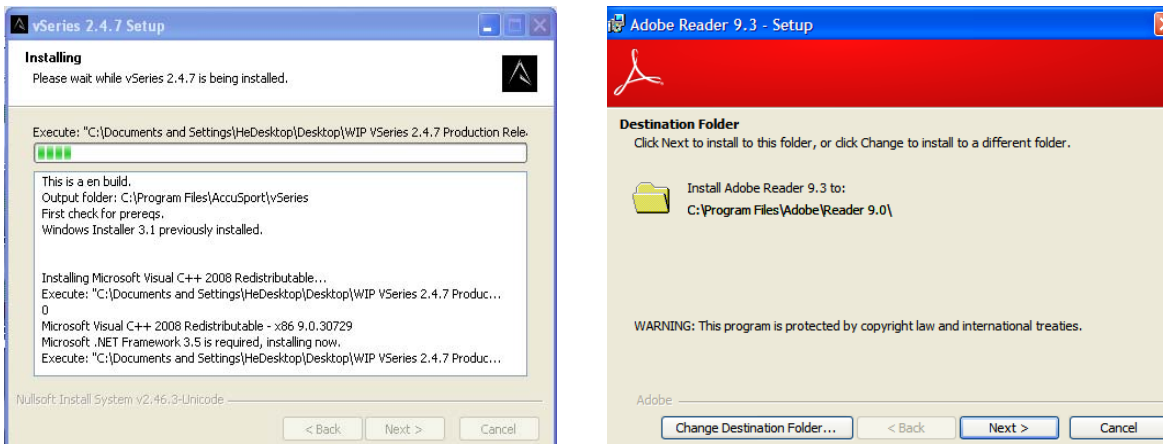 vSeries 2.4.7 Setup
Installing
Please wait while vSeries 2.4.7 is being installed.
Execute: "C:\Documents and Settings\HeDesktop\Desktop\WIP VSeries 2.4.7 Production Rele
This is a en build.
Output folder: C:\Program Files\AccuSport\vSeries
First check for prereqs.
Windows Installer 3.1 previously installed.
Installing Microsoft Visual C++ 2008 Redistributable...
Execute: "C:\Documents and Settings\HeDesktop\Desktop\WIP VSeries 2.4.7 Produc...
0
Microsoft Visual C++ 2008 Redistributable - x86 9.0.30729
Microsoft .NET Framework 3.5 is required, installing now.
Execute: "C:\Documents and Settings\HeDesktop\Desktop\WIP VSeries 2.4.7 Produc...
Nullsoft Install System v2.46.3-Unicode
< Back Next > Cancel
Adobe Reader 9.3 - Setup
Destination Folder
Click Next to install to this folder, or click Change to install to a different folder.
Install Adobe Reader 9.3 to:
C:\Program Files\Adobe\Reader 9.0\
WARNING: This program is protected by copyright law and international treaties.
Adobe
Change Destination Folder... < Back Next > Cancel